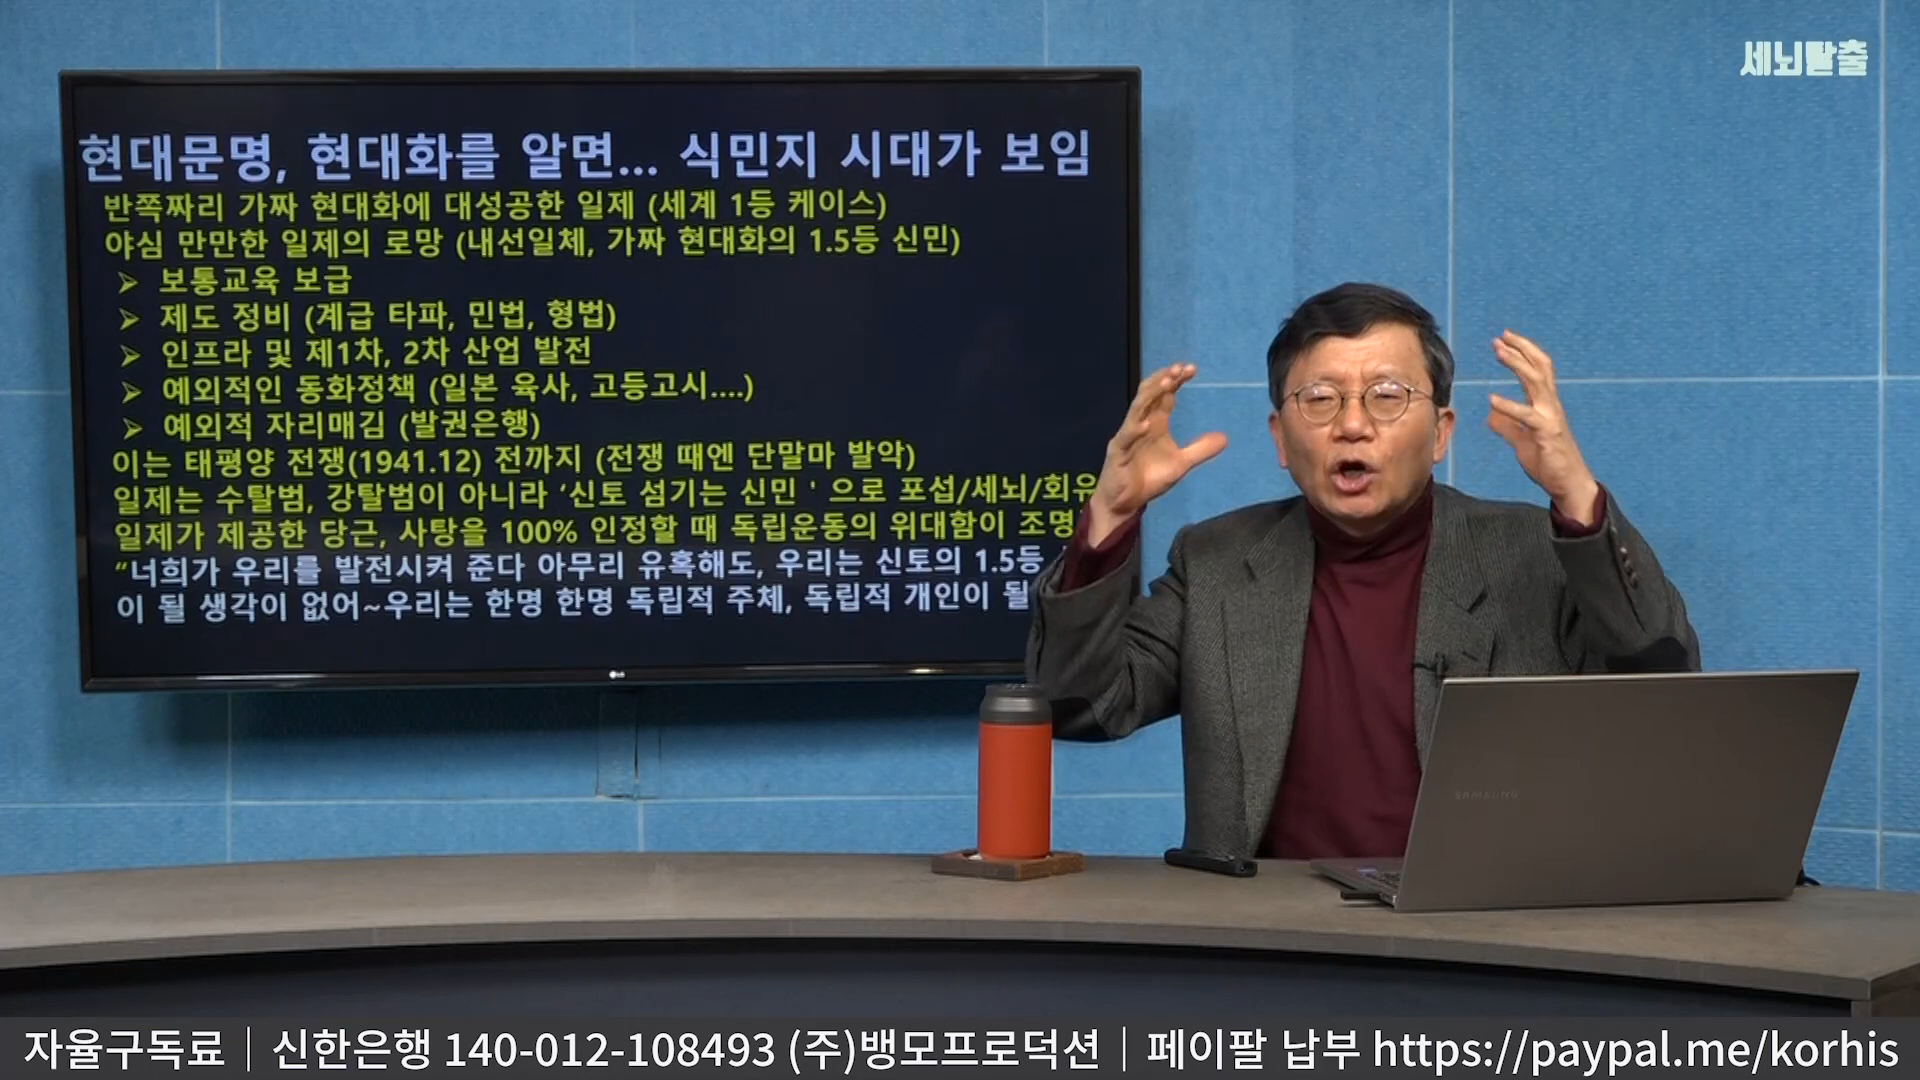 세뇌탈출
현대문명, 현대화를 알면... 식민지 시대가 보임
반쪽짜리 가짜 현대화에 대성공한 일제 (세계 1등 케이스)
야심 만만한 일제의 로망 (내선일체, 가짜 현대화의 1.5등 신민)
➢ 보통교육 보급
➢ 제도 정비 (계급 타파, 민법, 형법)
➢ 인프라 및 제1차, 2차 산업 발전
➢ 예외적인 동화정책 (일본 육사, 고등고시....)
➢ 예외적 자리매김 (발권은행)
이는 태평양 전쟁(1941.12) 전까지 (전쟁 때엔 단말마 발악)
일제는 수탈범, 강탈범이 아니라 ‘신토 섬기는 신민 ' 으로 포섭/세뇌/회유
일제가 제공한 당근, 사탕을 100% 인정할 때 독립운동의 위대함이 조명
“너희가 우리를 발전시켜 준다 아무리 유혹해도, 우리는 신토의 1.5등
이 될 생각이 없어~우리는 한명 한명 독립적 주체, 독립적 개인이 될
SAMSUNG
LG
자율구독료｜신한은행 140-012-108493 (주)뱅모프로덕션｜페이팔 납부 https://paypal.me/korhis